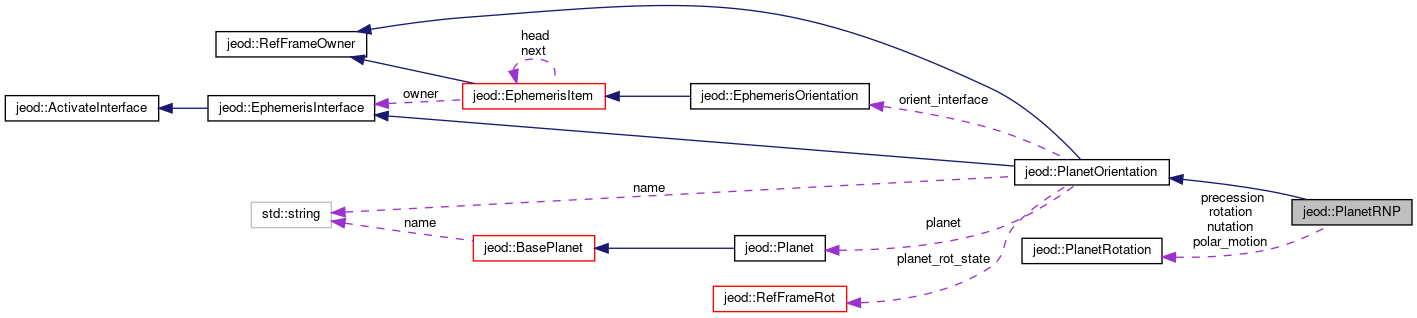 head
next
jeod::RefFrameOwner
jeod::ActivateInterface
jeod::EphemerisInterface
owner
jeod::EphemerisItem
jeod::EphemerisOrientation
orient_interface
jeod::PlanetOrientation
name
std::string
name
jeod::BasePlanet
jeod::Planet
planet
planet_rot_state
jeod::RefFrameRot
precession
rotation
nutation
polar_motion
jeod::PlanetRotation
jeod::PlanetRNP